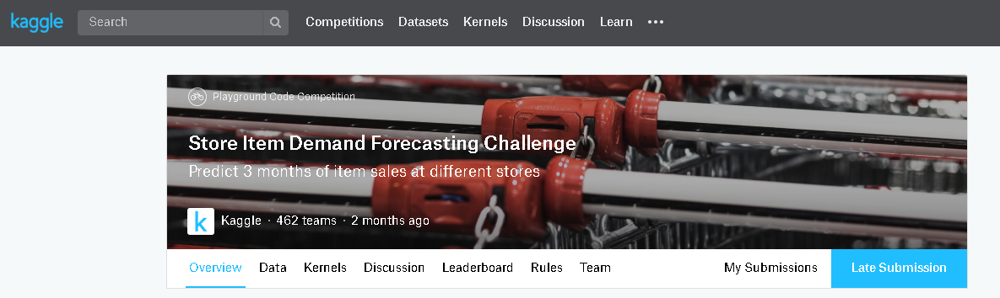 kaggle Search Competitions Datasets Kernels Discussion Learn
Playground Code Competition
Store Item Demand Forecasting Challenge
Predict 3 months of item sales at different stores
k Kaggle · 462 teams · 2 months ago
Overview Data Kernels Discussion Leaderboard Rules Team My Submissions Late Submission